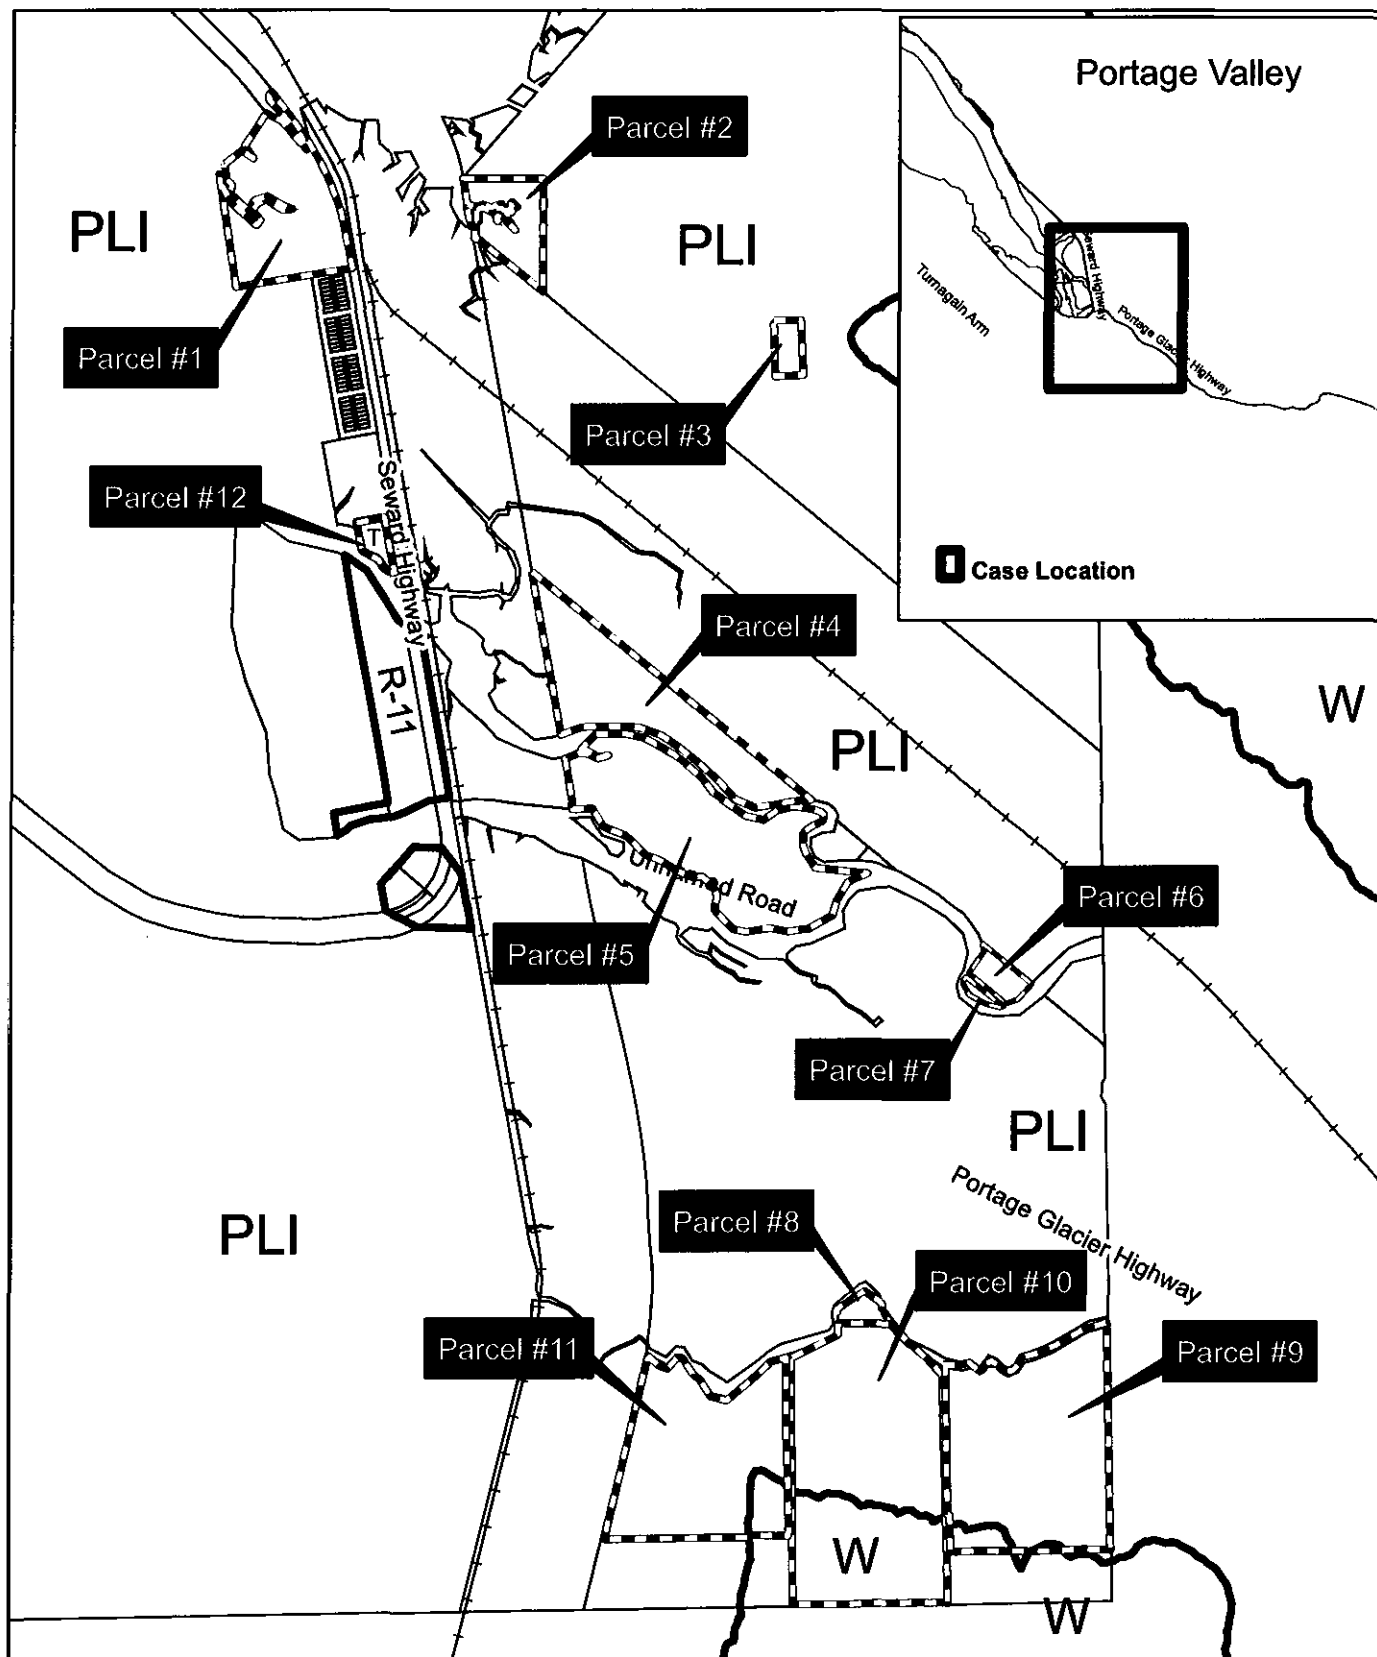 Portage Valley
Parcel #2
PLI
PLI
Seward Highway
Turnagain Arm
Portage Glacier Highway
Parcel #1
Parcel #3
Parcel #12
T
Seward Highway
Case Location
Parcel #4
R-11
W
PLI
Unnamed Road
Parcel #6
Parcel #5
Parcel #7
PLI
Portage Glacier Highway
PLI
Parcel #8
Parcel #10
Parcel #11
Parcel #9
W
W